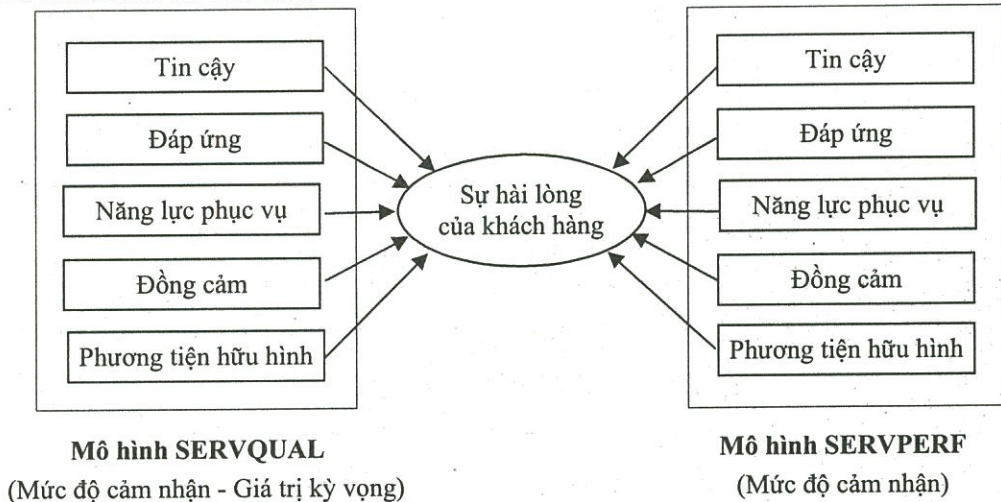 Tin cậy
Đáp ứng
Năng lực phục vụ
Đồng cảm
Phương tiện hữu hình
Mô hình SERVQUAL
(Mức độ cảm nhận - Giá trị kỳ vọng)
Sự hài lòng
của khách hàng
Tin cậy
Đáp ứng
Năng lực phục vụ
Đồng cảm
Phương tiện hữu hình
Mô hình SERVPERF
(Mức độ cảm nhận)